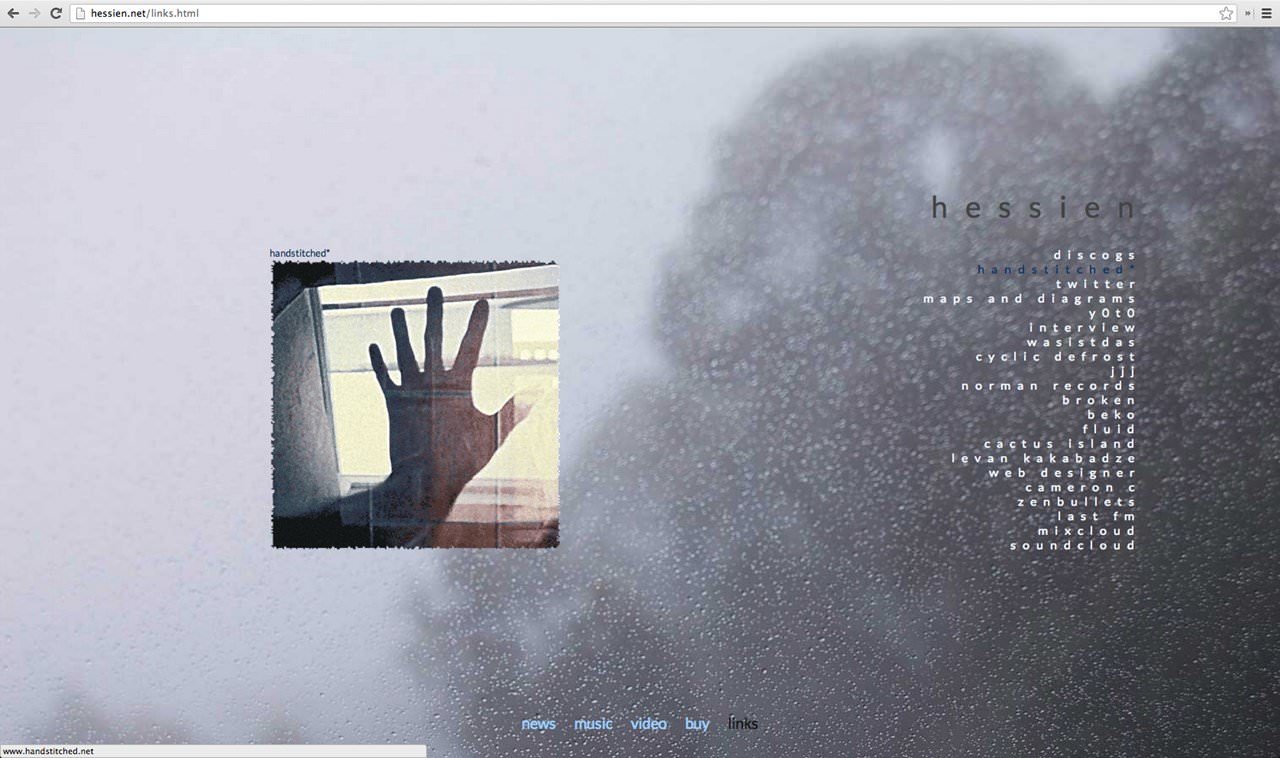 hessien.net/links.html
hessien
handstitched*
discogs
handstitched*
twitter
maps and diagrams
y0t0
interview
wasistdas
cyclic defrost
jjj
norman records
broken
beko
fluid
cactus island
levan kakabadze
web designer
cameron c
zenbullets
last fm
mixcloud
soundcloud
news music video buy links
www.handstitched.net